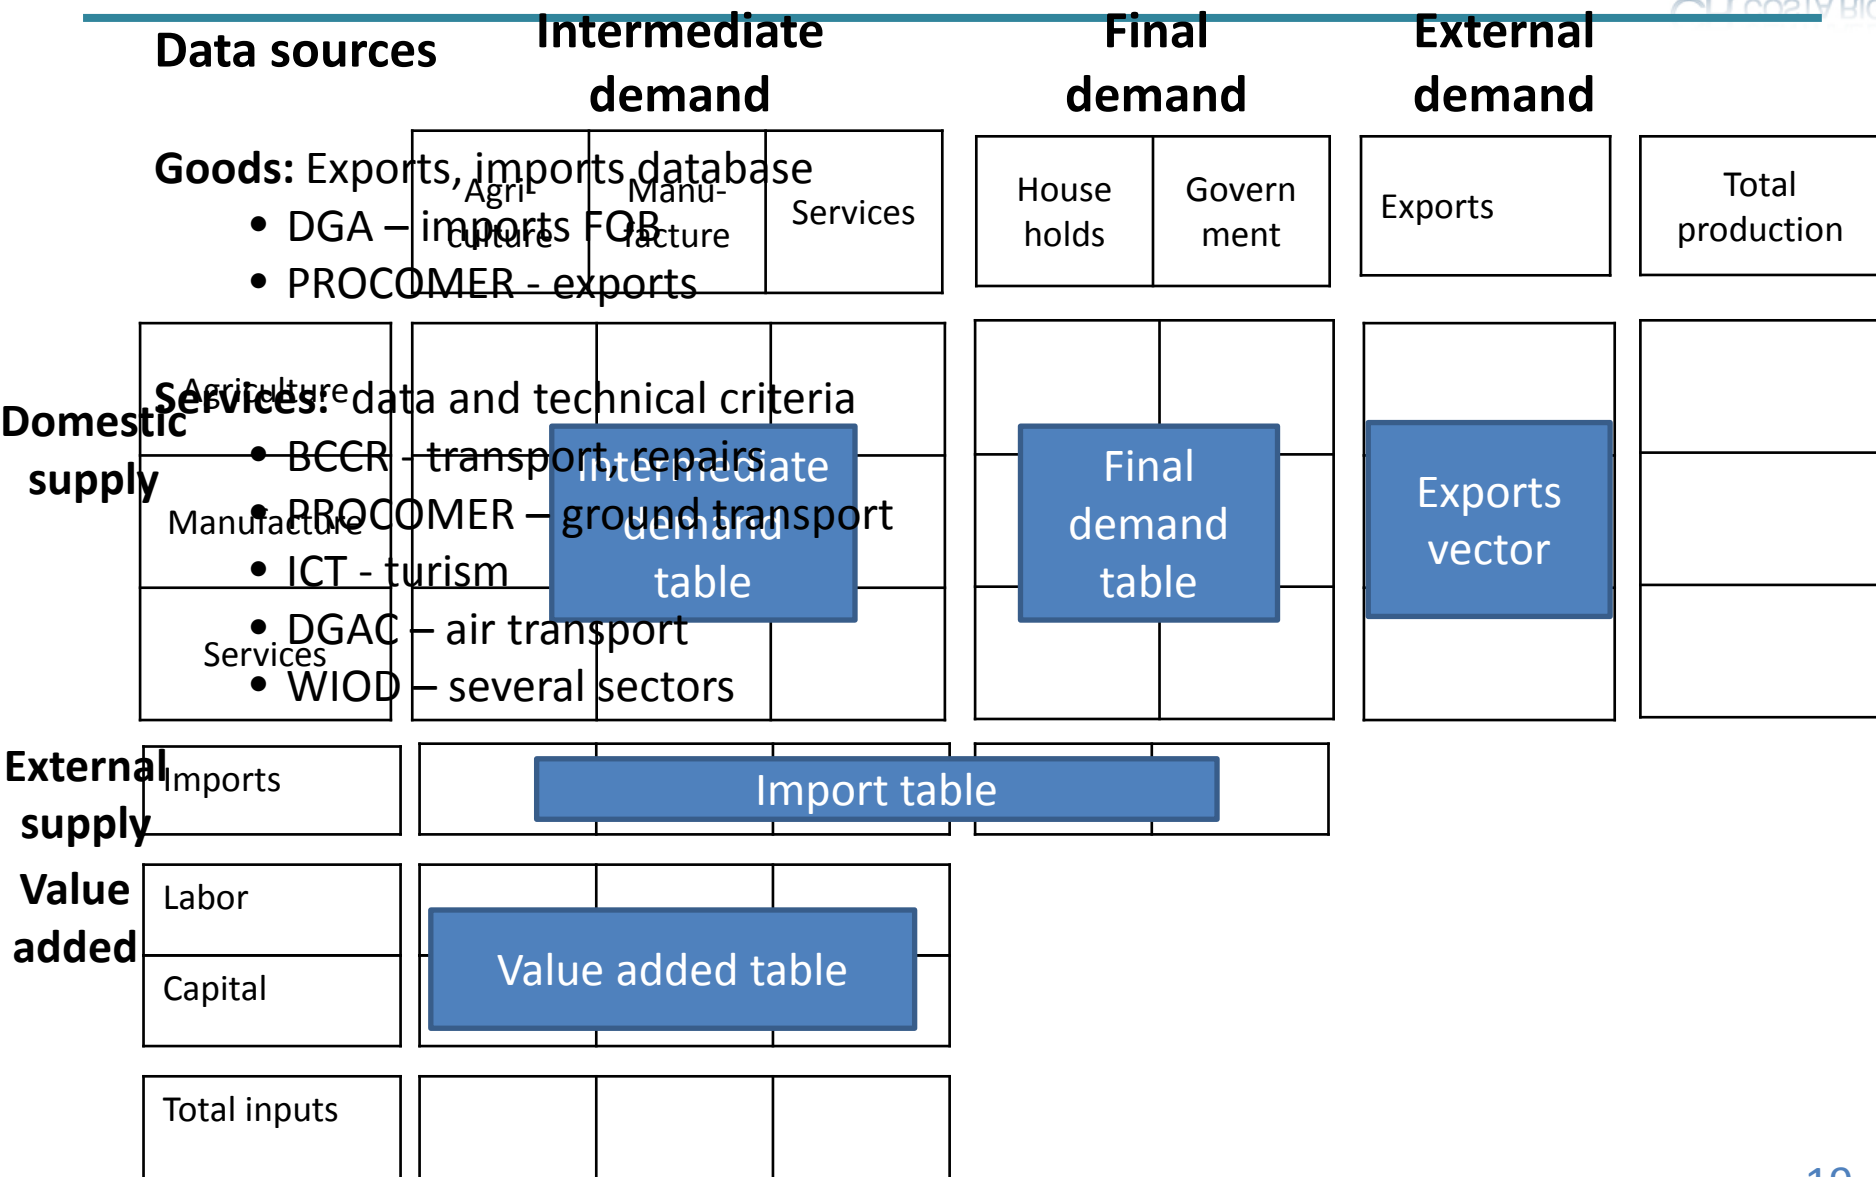 COSTA RIC
Data sources
Intermediate
demand
Final
demand
External
demand
Goods: Exports, imports database
• DGA – imports FOB
• PROCOMER - exports
Agri-
culture
Manu-
facture
Services
House
holds
Govern
ment
Exports
Total
production
Services: data and technical criteria
• BCCR - transport, repairs
• PROCOMER – ground transport
• ICT - turism
• DGAC – air transport
• WIOD – several sectors
Domestic
supply
Agriculture
Manufacture
Services
Intermediate
demand
table
Final
demand
table
Exports
vector
External
supply
Imports
Import table
Value
added
Labor
Capital
Value added table
Total inputs